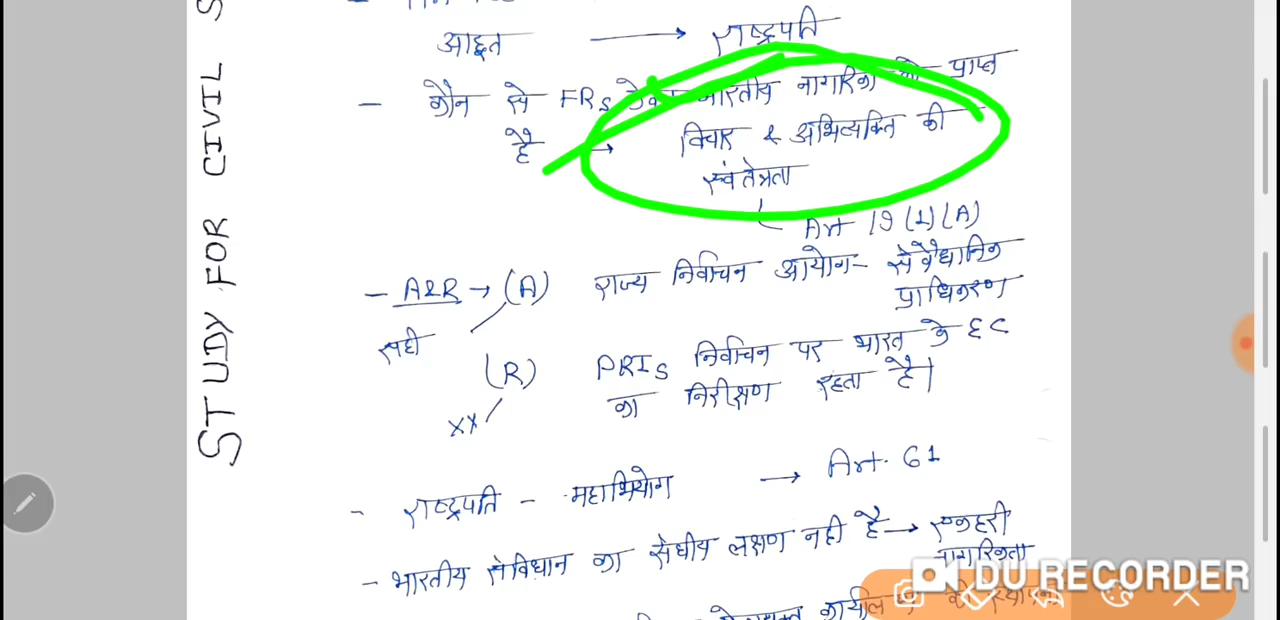 आहूत → राष्ट्रपति
- कौन से FRs केवल भारतीय नागरिकों को प्राप्त
है → विचार & अभिव्यक्ति की
स्वंतत्रता
Art 19 (1) (A)
- A&R → (A) राज्य निर्वाचन आयोग - संवैधानिक
प्राधिकरण
सही
(R) PRIs निर्वाचन पर भारत के EC
का निरीक्षण रहता है।
xx
- राष्ट्रपति - महाभियोग → Art. 61
- भारतीय संविधान का संघीय लक्षण नही है → एकहरी
नागरिकता
STUDY FOR CIVIL S
DU RECORDER